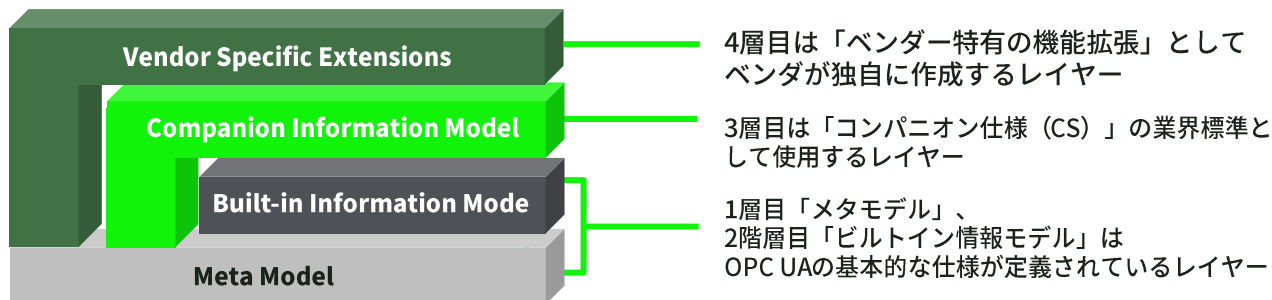 Vendor Specific Extensions
4層目は「ベンダー特有の機能拡張」として
ベンダが独自に作成するレイヤー
Companion Information Model
3層目は「コンパニオン仕様（CS）」の業界標準と
して使用するレイヤー
Built-in Information Mode
1層目「メタモデル」、
2階層目「ビルトイン情報モデル」は
OPC UAの基本的な仕様が定義されているレイヤー
Meta Model